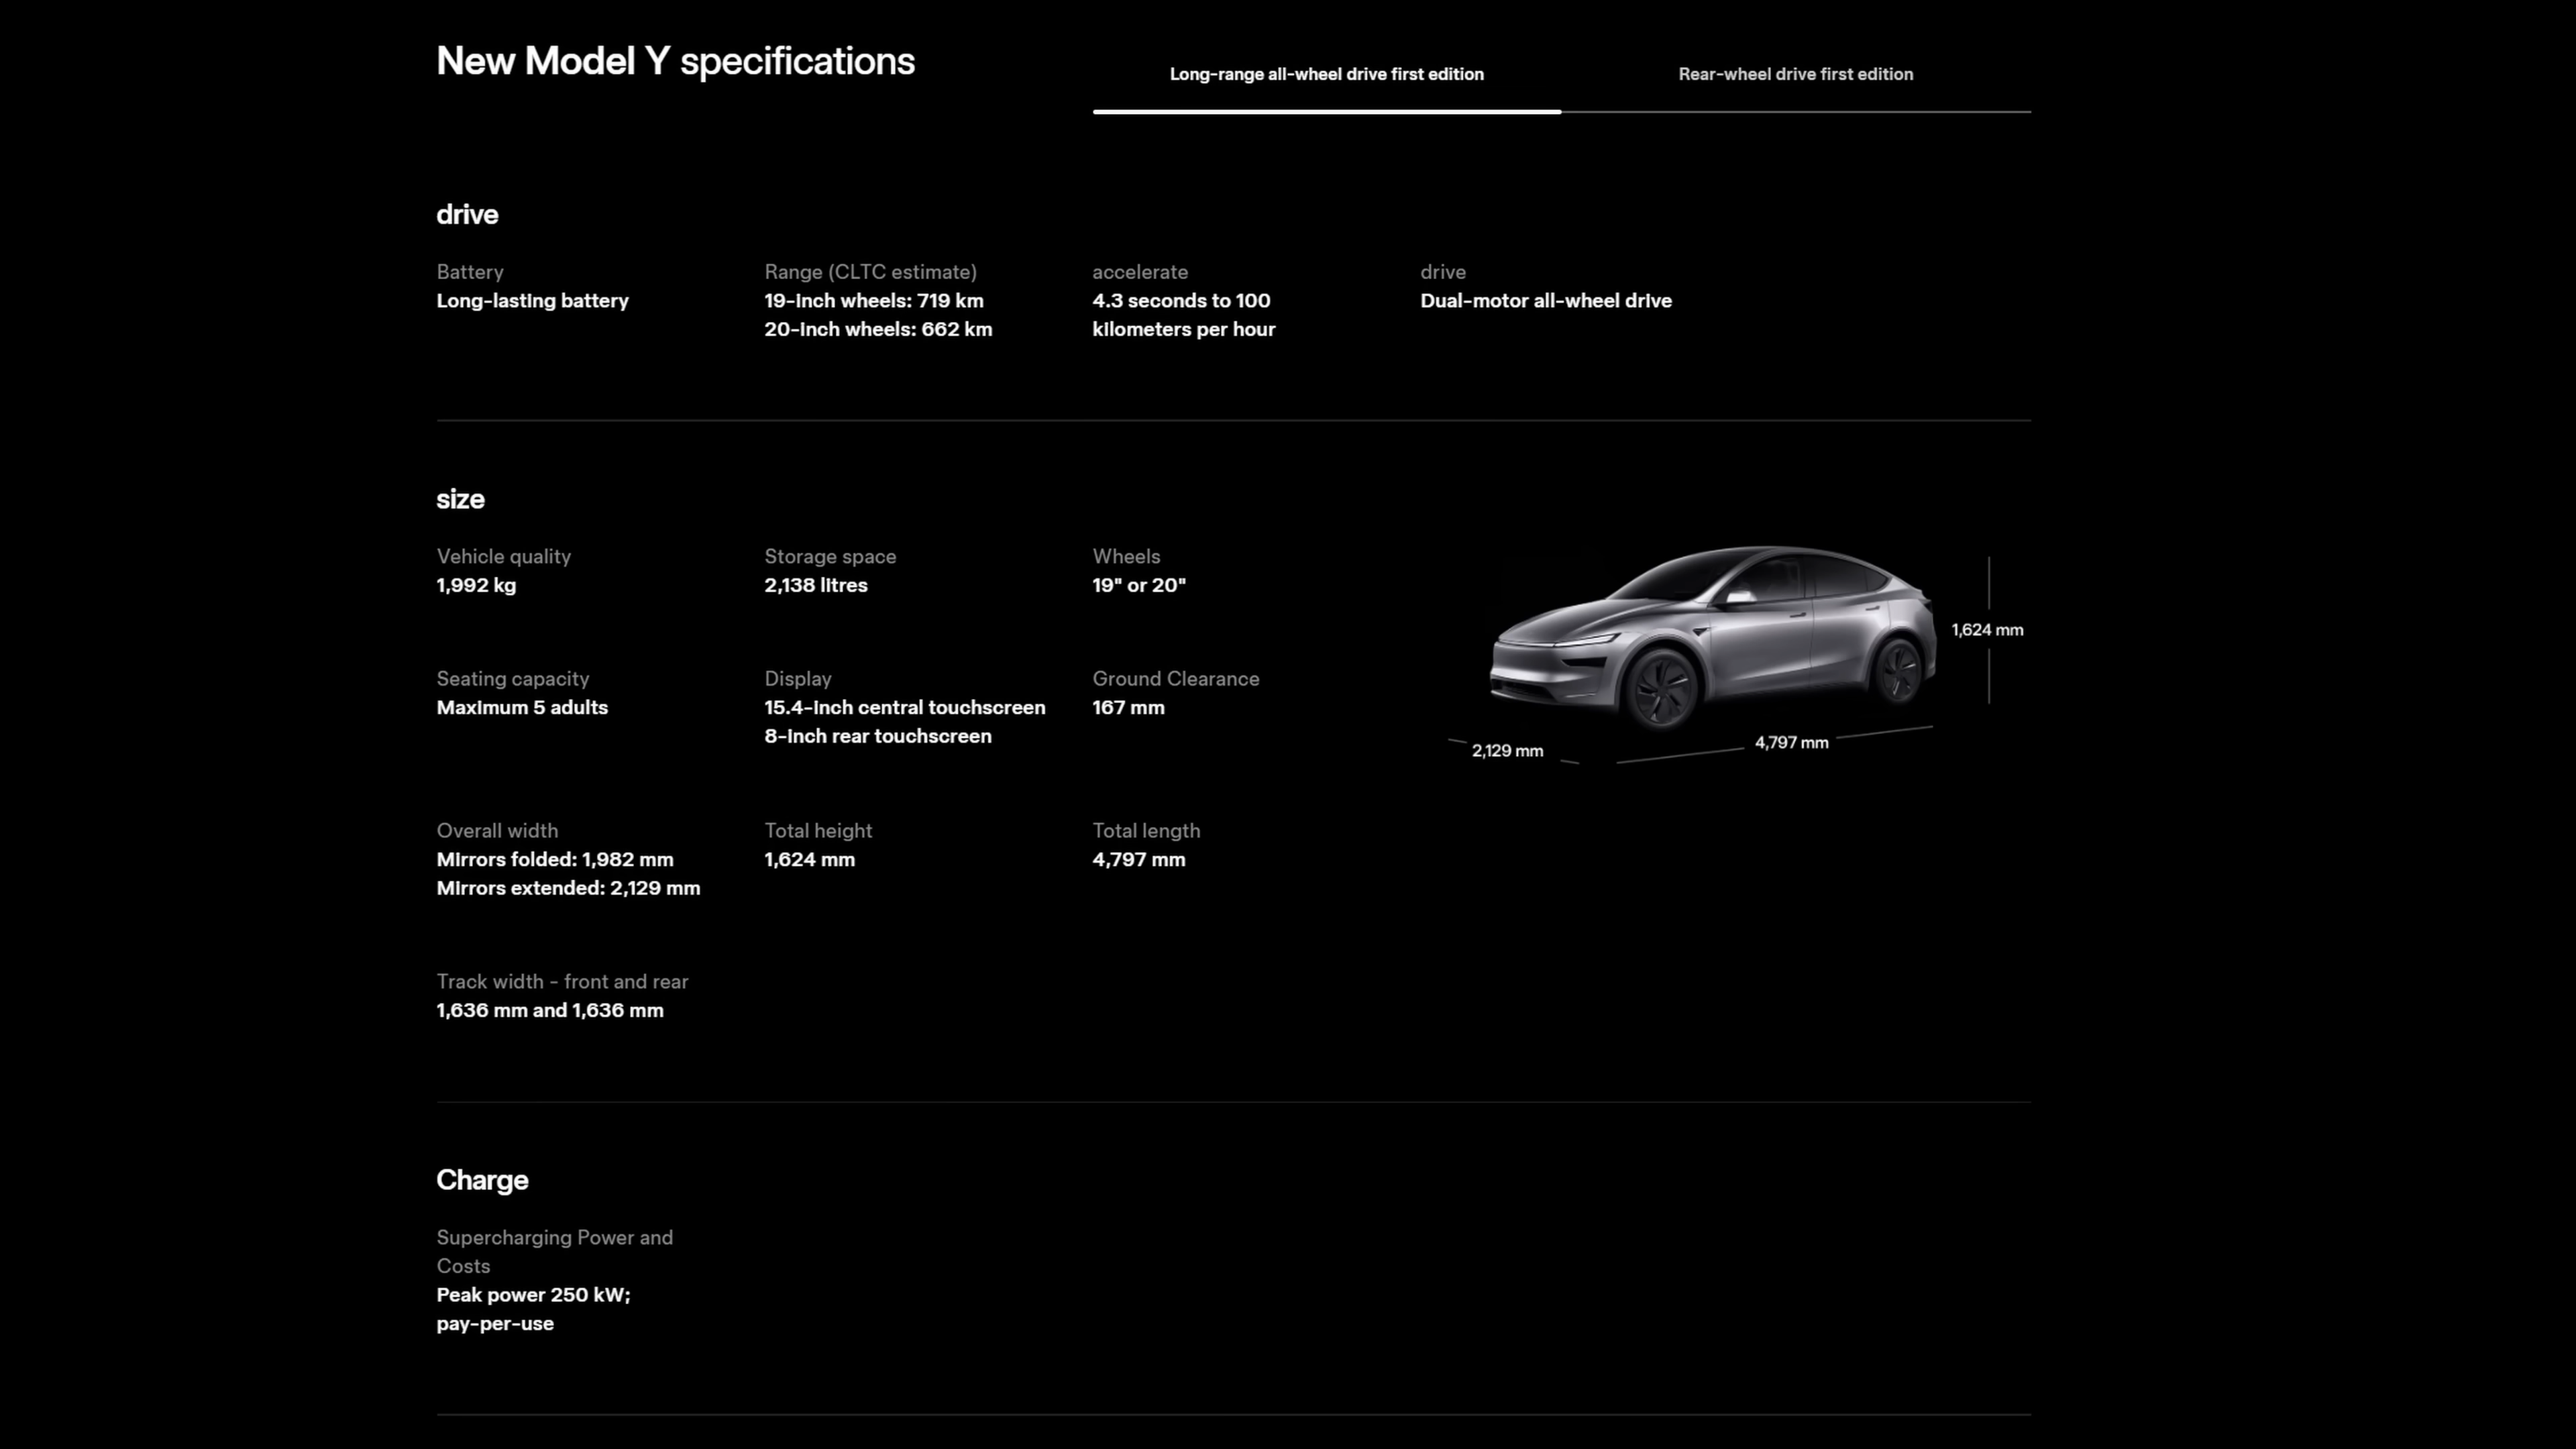 New Model Y specifications
Long-range all-wheel drive first edition
Rear-wheel drive first edition
drive
Battery
Long-lasting battery
Range (CLTC estimate)
19-inch wheels: 719 km
20-inch wheels: 662 km
accelerate
4.3 seconds to 100
kilometers per hour
drive
Dual-motor all-wheel drive
size
Vehicle quality
1,992 kg
Storage space
2,138 litres
Wheels
19" or 20"
Seating capacity
Maximum 5 adults
Display
15.4-inch central touchscreen
8-inch rear touchscreen
Ground Clearance
167 mm
Overall width
Mirrors folded: 1,982 mm
Mirrors extended: 2,129 mm
Total height
1,624 mm
Total length
4,797 mm
Track width - front and rear
1,636 mm and 1,636 mm
1,624 mm
2,129 mm
4,797 mm
Charge
Supercharging Power and
Costs
Peak power 250 kW;
pay-per-use